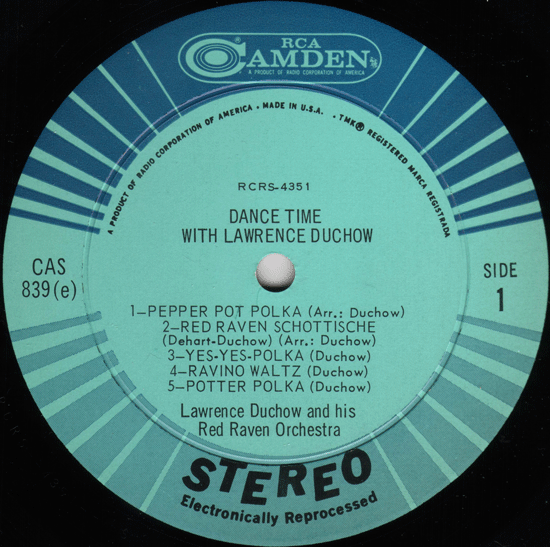 RCA
CAMDEN
A PRODUCT OF RADIO CORPORATION OF AMERICA
A PRODUCT OF RADIO CORPORATION OF AMERICA • MADE IN U.S.A. • TMK® REGISTERED MARCA REGISTRADA
RCRS-4351
DANCE TIME
WITH LAWRENCE DUCHOW
CAS
839(e)
SIDE
1
1—PEPPER POT POLKA (Arr.: Duchow)
2—RED RAVEN SCHOTTISCHE
(Dehart-Duchow) (Arr.: Duchow)
3—YES-YES-POLKA (Duchow)
4—RAVINO WALTZ (Duchow)
5—POTTER POLKA (Duchow)
Lawrence Duchow and his
Red Raven Orchestra
STEREO
Electronically Reprocessed